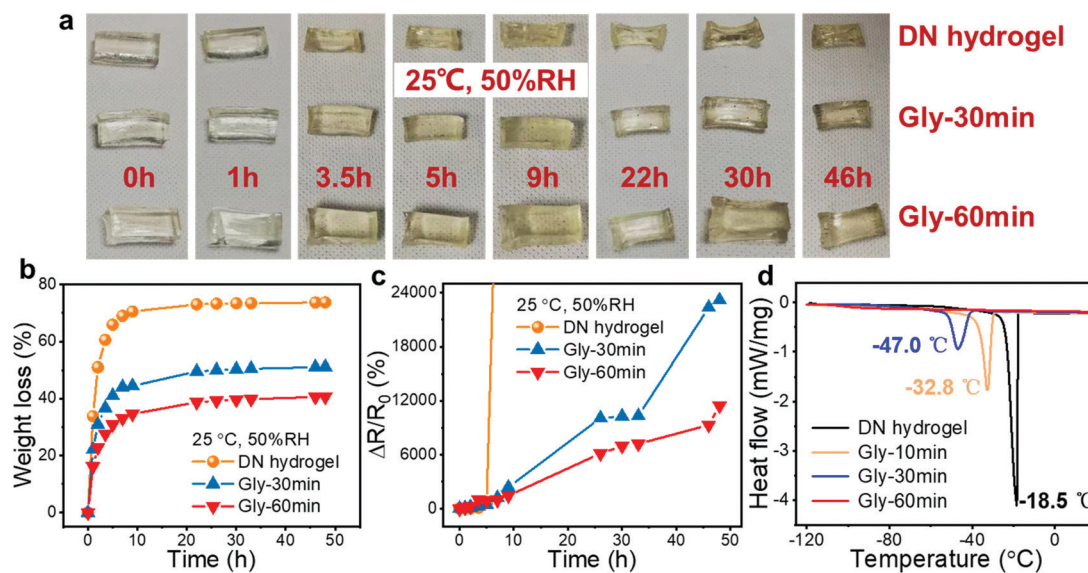 a
DN hydrogel
25℃, 50%RH
Gly-30min
0h 1h 3.5h 5h 9h 22h 30h 46h
Gly-60min
b
80
60
40
20
0
Weight loss (%)
25 °C, 50%RH
DN hydrogel
Gly-30min
Gly-60min
0 10 20 30 40 50
Time (h)
c
24000
18000
12000
6000
0
ΔR/R0 (%)
25 °C, 50%RH
DN hydrogel
Gly-30min
Gly-60min
0 10 20 30 40 50
Time (h)
d
0
-1
-2
-3
-4
Heat flow (mW/mg)
-47.0 ℃
-32.8 ℃
DN hydrogel
Gly-10min
Gly-30min
Gly-60min
-18.5 ℃
-120 -80 -40 0
Temperature (°C)